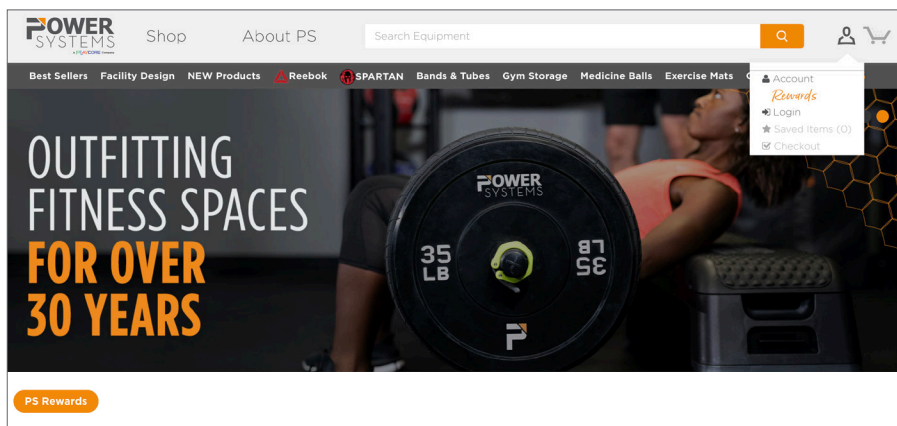 POWER
SYSTEMS
Shop
About PS
Search Equipment
Best Sellers Facility Design NEW Products Reebok SPARTAN Bands & Tubes Gym Storage Medicine Balls Exercise Mats
Account
Rewards
Login
Saved Items (0)
Checkout
OUTFITTING
FITNESS SPACES
FOR OVER
30 YEARS
POWER
SYSTEMS
35
LB
35
LB
PS Rewards